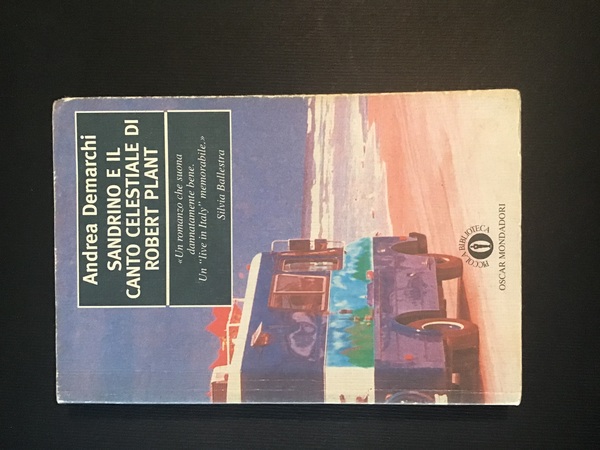 Andrea Demarchi
SANDRINO E IL
CANTO CELESTIALE DI
ROBERT PLANT
«Un romanzo che suona
dannatamente bene.
Un “live in Italy” memorabile.»
Silvia Ballestra
PICCOLA BIBLIOTECA
OSCAR MONDADORI